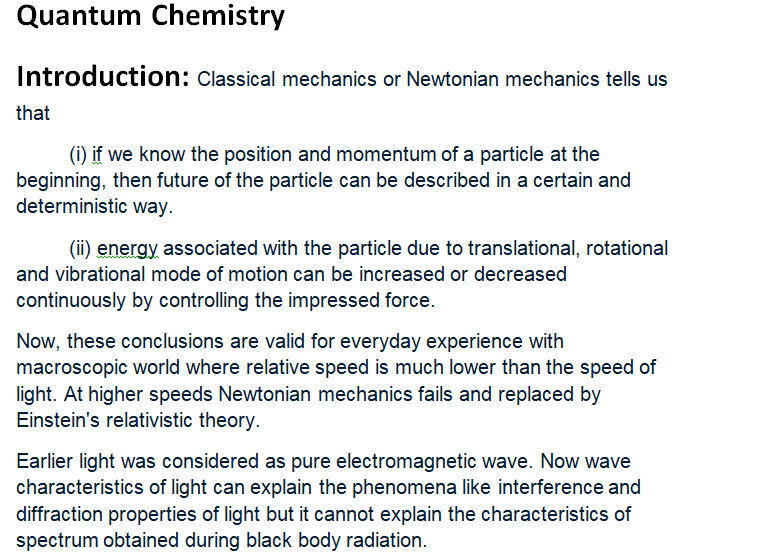 Quantum Chemistry
Introduction: Classical mechanics or Newtonian mechanics tells us
that
(i) if we know the position and momentum of a particle at the
beginning, then future of the particle can be described in a certain and
deterministic way.
(ii) energy associated with the particle due to translational, rotational
and vibrational mode of motion can be increased or decreased
continuously by controlling the impressed force.
Now, these conclusions are valid for everyday experience with
macroscopic world where relative speed is much lower than the speed of
light. At higher speeds Newtonian mechanics fails and replaced by
Einstein's relativistic theory.
Earlier light was considered as pure electromagnetic wave. Now wave
characteristics of light can explain the phenomena like interference and
diffraction properties of light but it cannot explain the characteristics of
spectrum obtained during black body radiation.